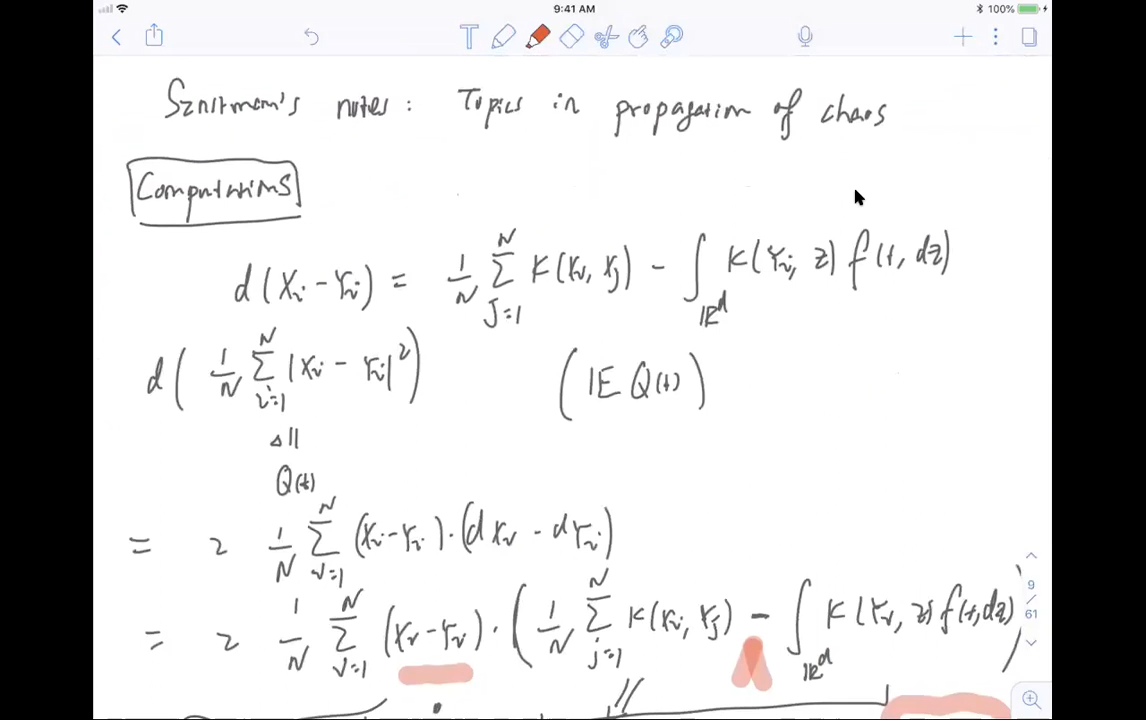 9:41 AM
100%
Sznitman's notes: Topics in propagation of chaos
Computations
d(X_i - Y_i) = 1/N ∑_{j=1}^N K(X_i, X_j) - ∫_{ℝ^d} K(Y_i, z) f(t, dz)
d( 1/N ∑_{i=1}^N |X_i - Y_i|^2 ) (𝔼 Q(t))
Δ||
Q(t)
= 2 1/N ∑_{i=1}^N (X_i - Y_i) · (dX_i - dY_i)
= 2 1/N ∑_{i=1}^N (X_i - Y_i) · ( 1/N ∑_{j=1}^N K(X_i, X_j) - ∫_{ℝ^d} K(Y_i, z) f(t, dz) )
9
/
61